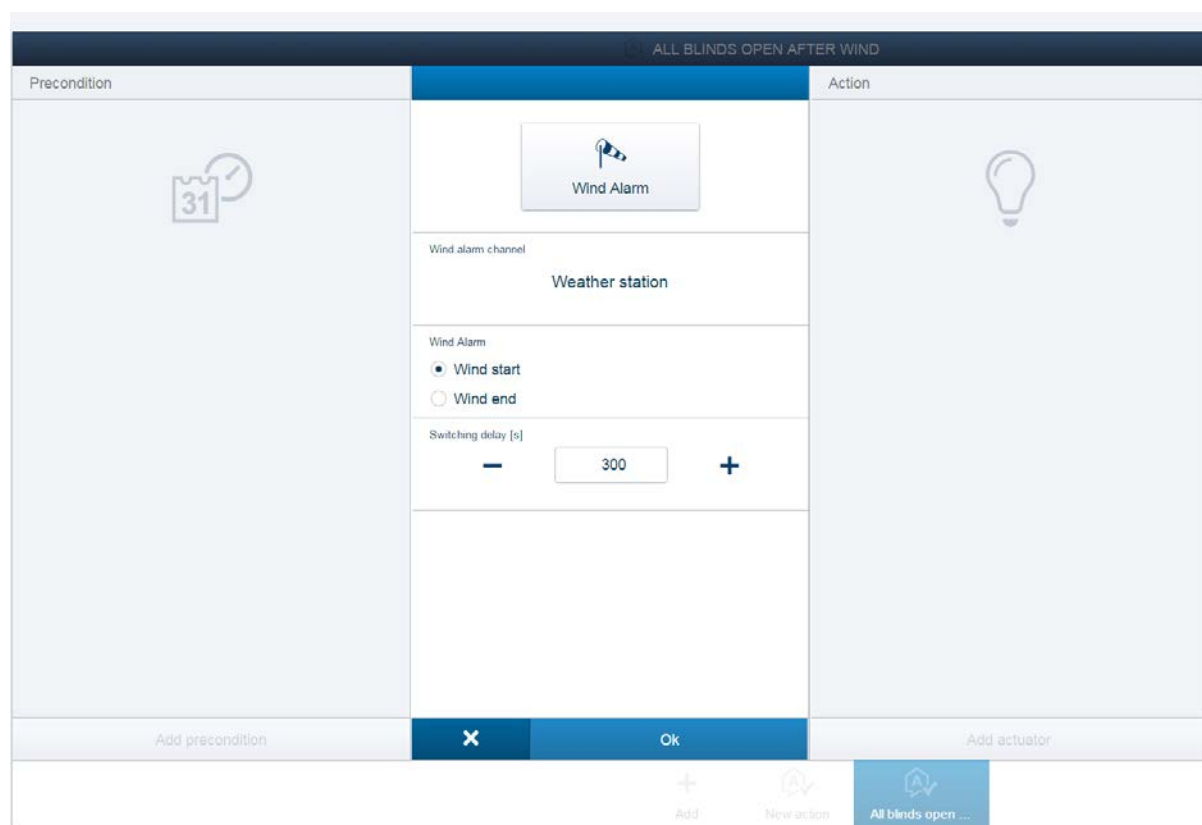 ALL BLINDS OPEN AFTER WIND
Precondition
Action
31
Wind Alarm
Wind alarm channel
Weather station
Wind Alarm
Wind start
Wind end
Switching delay [s]
300
Add precondition
Ok
Add actuator
Add
New action
All blinds open ...